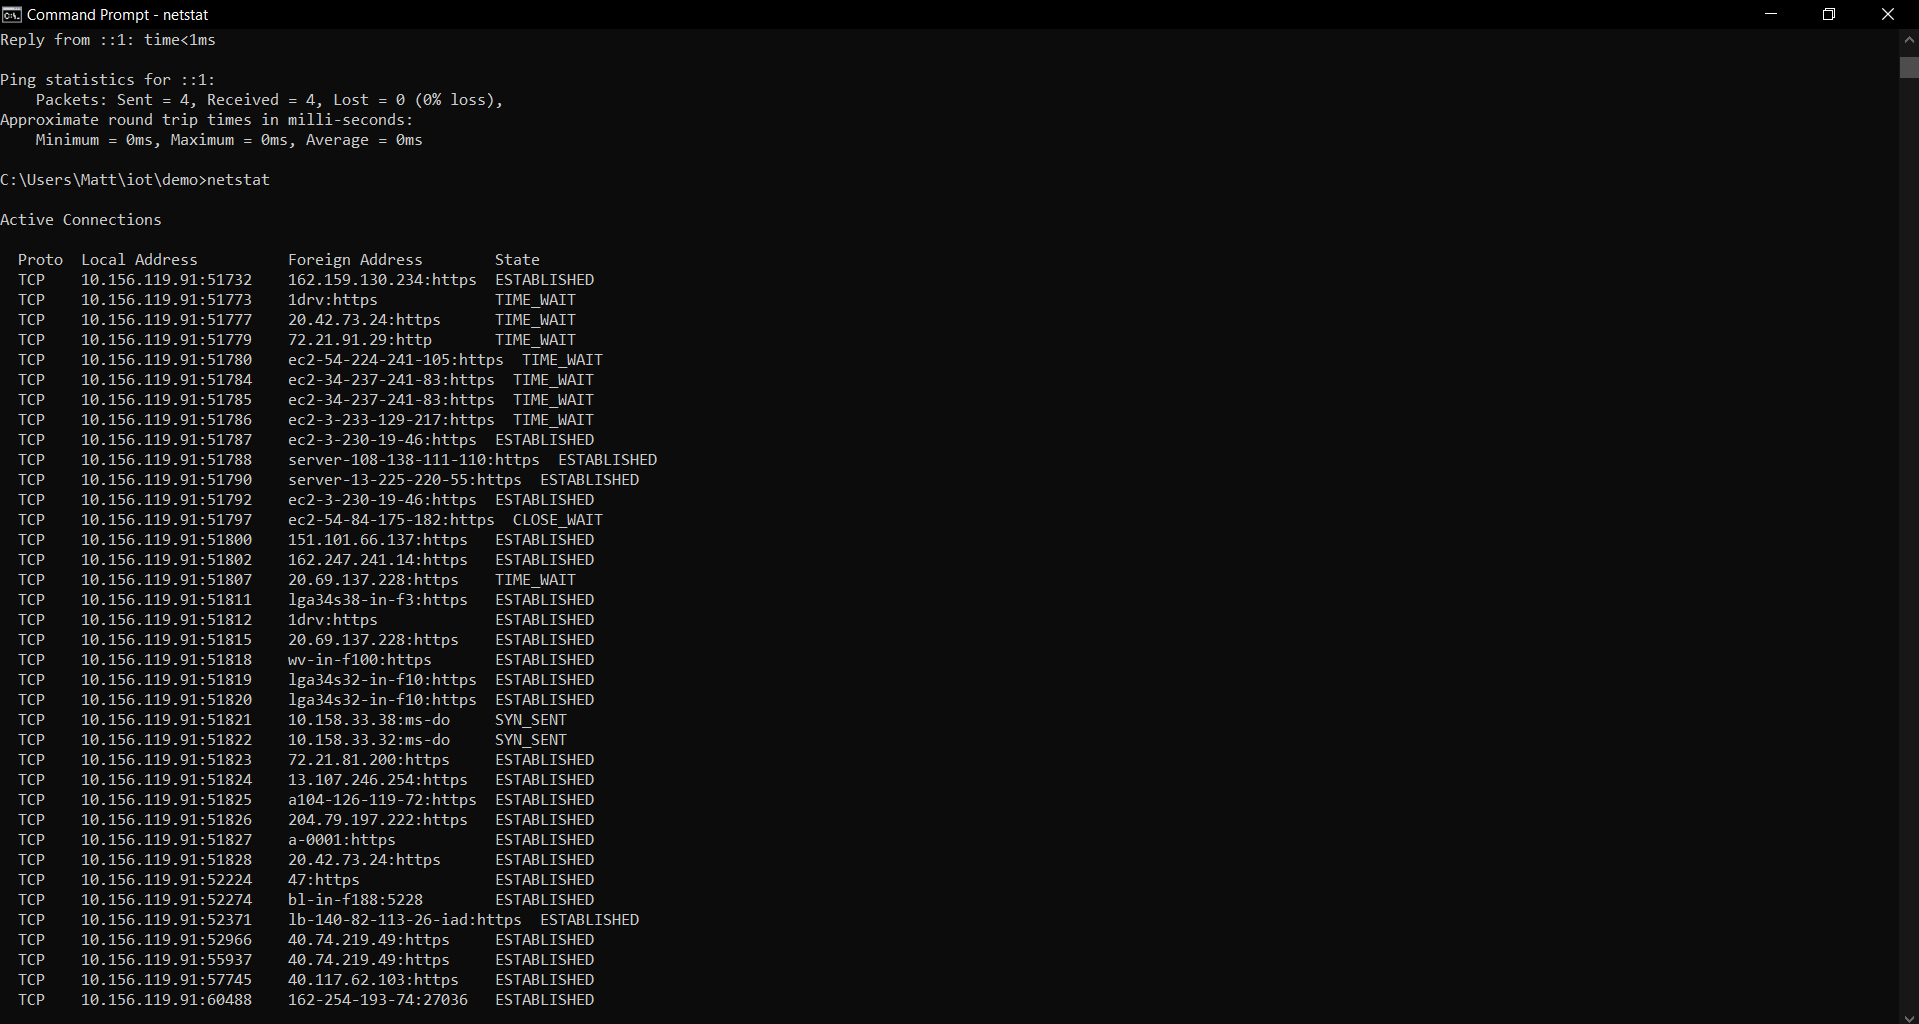 Command Prompt - netstat
Reply from ::1: time<1ms
Ping statistics for ::1:
    Packets: Sent = 4, Received = 4, Lost = 0 (0% loss),
Approximate round trip times in milli-seconds:
    Minimum = 0ms, Maximum = 0ms, Average = 0ms
C:\Users\Matt\iot\demo>netstat
Active Connections
  Proto  Local Address          Foreign Address        State
  TCP    10.156.119.91:51732    162.159.130.234:https  ESTABLISHED
  TCP    10.156.119.91:51773    1drv:https             TIME_WAIT
  TCP    10.156.119.91:51777    20.42.73.24:https      TIME_WAIT
  TCP    10.156.119.91:51779    72.21.91.29:http       TIME_WAIT
  TCP    10.156.119.91:51780    ec2-54-224-241-105:https  TIME_WAIT
  TCP    10.156.119.91:51784    ec2-34-237-241-83:https  TIME_WAIT
  TCP    10.156.119.91:51785    ec2-34-237-241-83:https  TIME_WAIT
  TCP    10.156.119.91:51786    ec2-3-233-129-217:https  TIME_WAIT
  TCP    10.156.119.91:51787    ec2-3-230-19-46:https  ESTABLISHED
  TCP    10.156.119.91:51788    server-108-138-111-110:https  ESTABLISHED
  TCP    10.156.119.91:51790    server-13-225-220-55:https  ESTABLISHED
  TCP    10.156.119.91:51792    ec2-3-230-19-46:https  ESTABLISHED
  TCP    10.156.119.91:51797    ec2-54-84-175-182:https  CLOSE_WAIT
  TCP    10.156.119.91:51800    151.101.66.137:https   ESTABLISHED
  TCP    10.156.119.91:51802    162.247.241.14:https   ESTABLISHED
  TCP    10.156.119.91:51807    20.69.137.228:https    TIME_WAIT
  TCP    10.156.119.91:51811    lga34s38-in-f3:https   ESTABLISHED
  TCP    10.156.119.91:51812    1drv:https             ESTABLISHED
  TCP    10.156.119.91:51815    20.69.137.228:https    ESTABLISHED
  TCP    10.156.119.91:51818    wv-in-f100:https       ESTABLISHED
  TCP    10.156.119.91:51819    lga34s32-in-f10:https  ESTABLISHED
  TCP    10.156.119.91:51820    lga34s32-in-f10:https  ESTABLISHED
  TCP    10.156.119.91:51821    10.158.33.38:ms-do     SYN_SENT
  TCP    10.156.119.91:51822    10.158.33.32:ms-do     SYN_SENT
  TCP    10.156.119.91:51823    72.21.81.200:https     ESTABLISHED
  TCP    10.156.119.91:51824    13.107.246.254:https   ESTABLISHED
  TCP    10.156.119.91:51825    a104-126-119-72:https  ESTABLISHED
  TCP    10.156.119.91:51826    204.79.197.222:https   ESTABLISHED
  TCP    10.156.119.91:51827    a-0001:https           ESTABLISHED
  TCP    10.156.119.91:51828    20.42.73.24:https      ESTABLISHED
  TCP    10.156.119.91:52224    47:https               ESTABLISHED
  TCP    10.156.119.91:52274    bl-in-f188:5228        ESTABLISHED
  TCP    10.156.119.91:52371    lb-140-82-113-26-iad:https  ESTABLISHED
  TCP    10.156.119.91:52966    40.74.219.49:https     ESTABLISHED
  TCP    10.156.119.91:55937    40.74.219.49:https     ESTABLISHED
  TCP    10.156.119.91:57745    40.117.62.103:https    ESTABLISHED
  TCP    10.156.119.91:60488    162-254-193-74:27036   ESTABLISHED